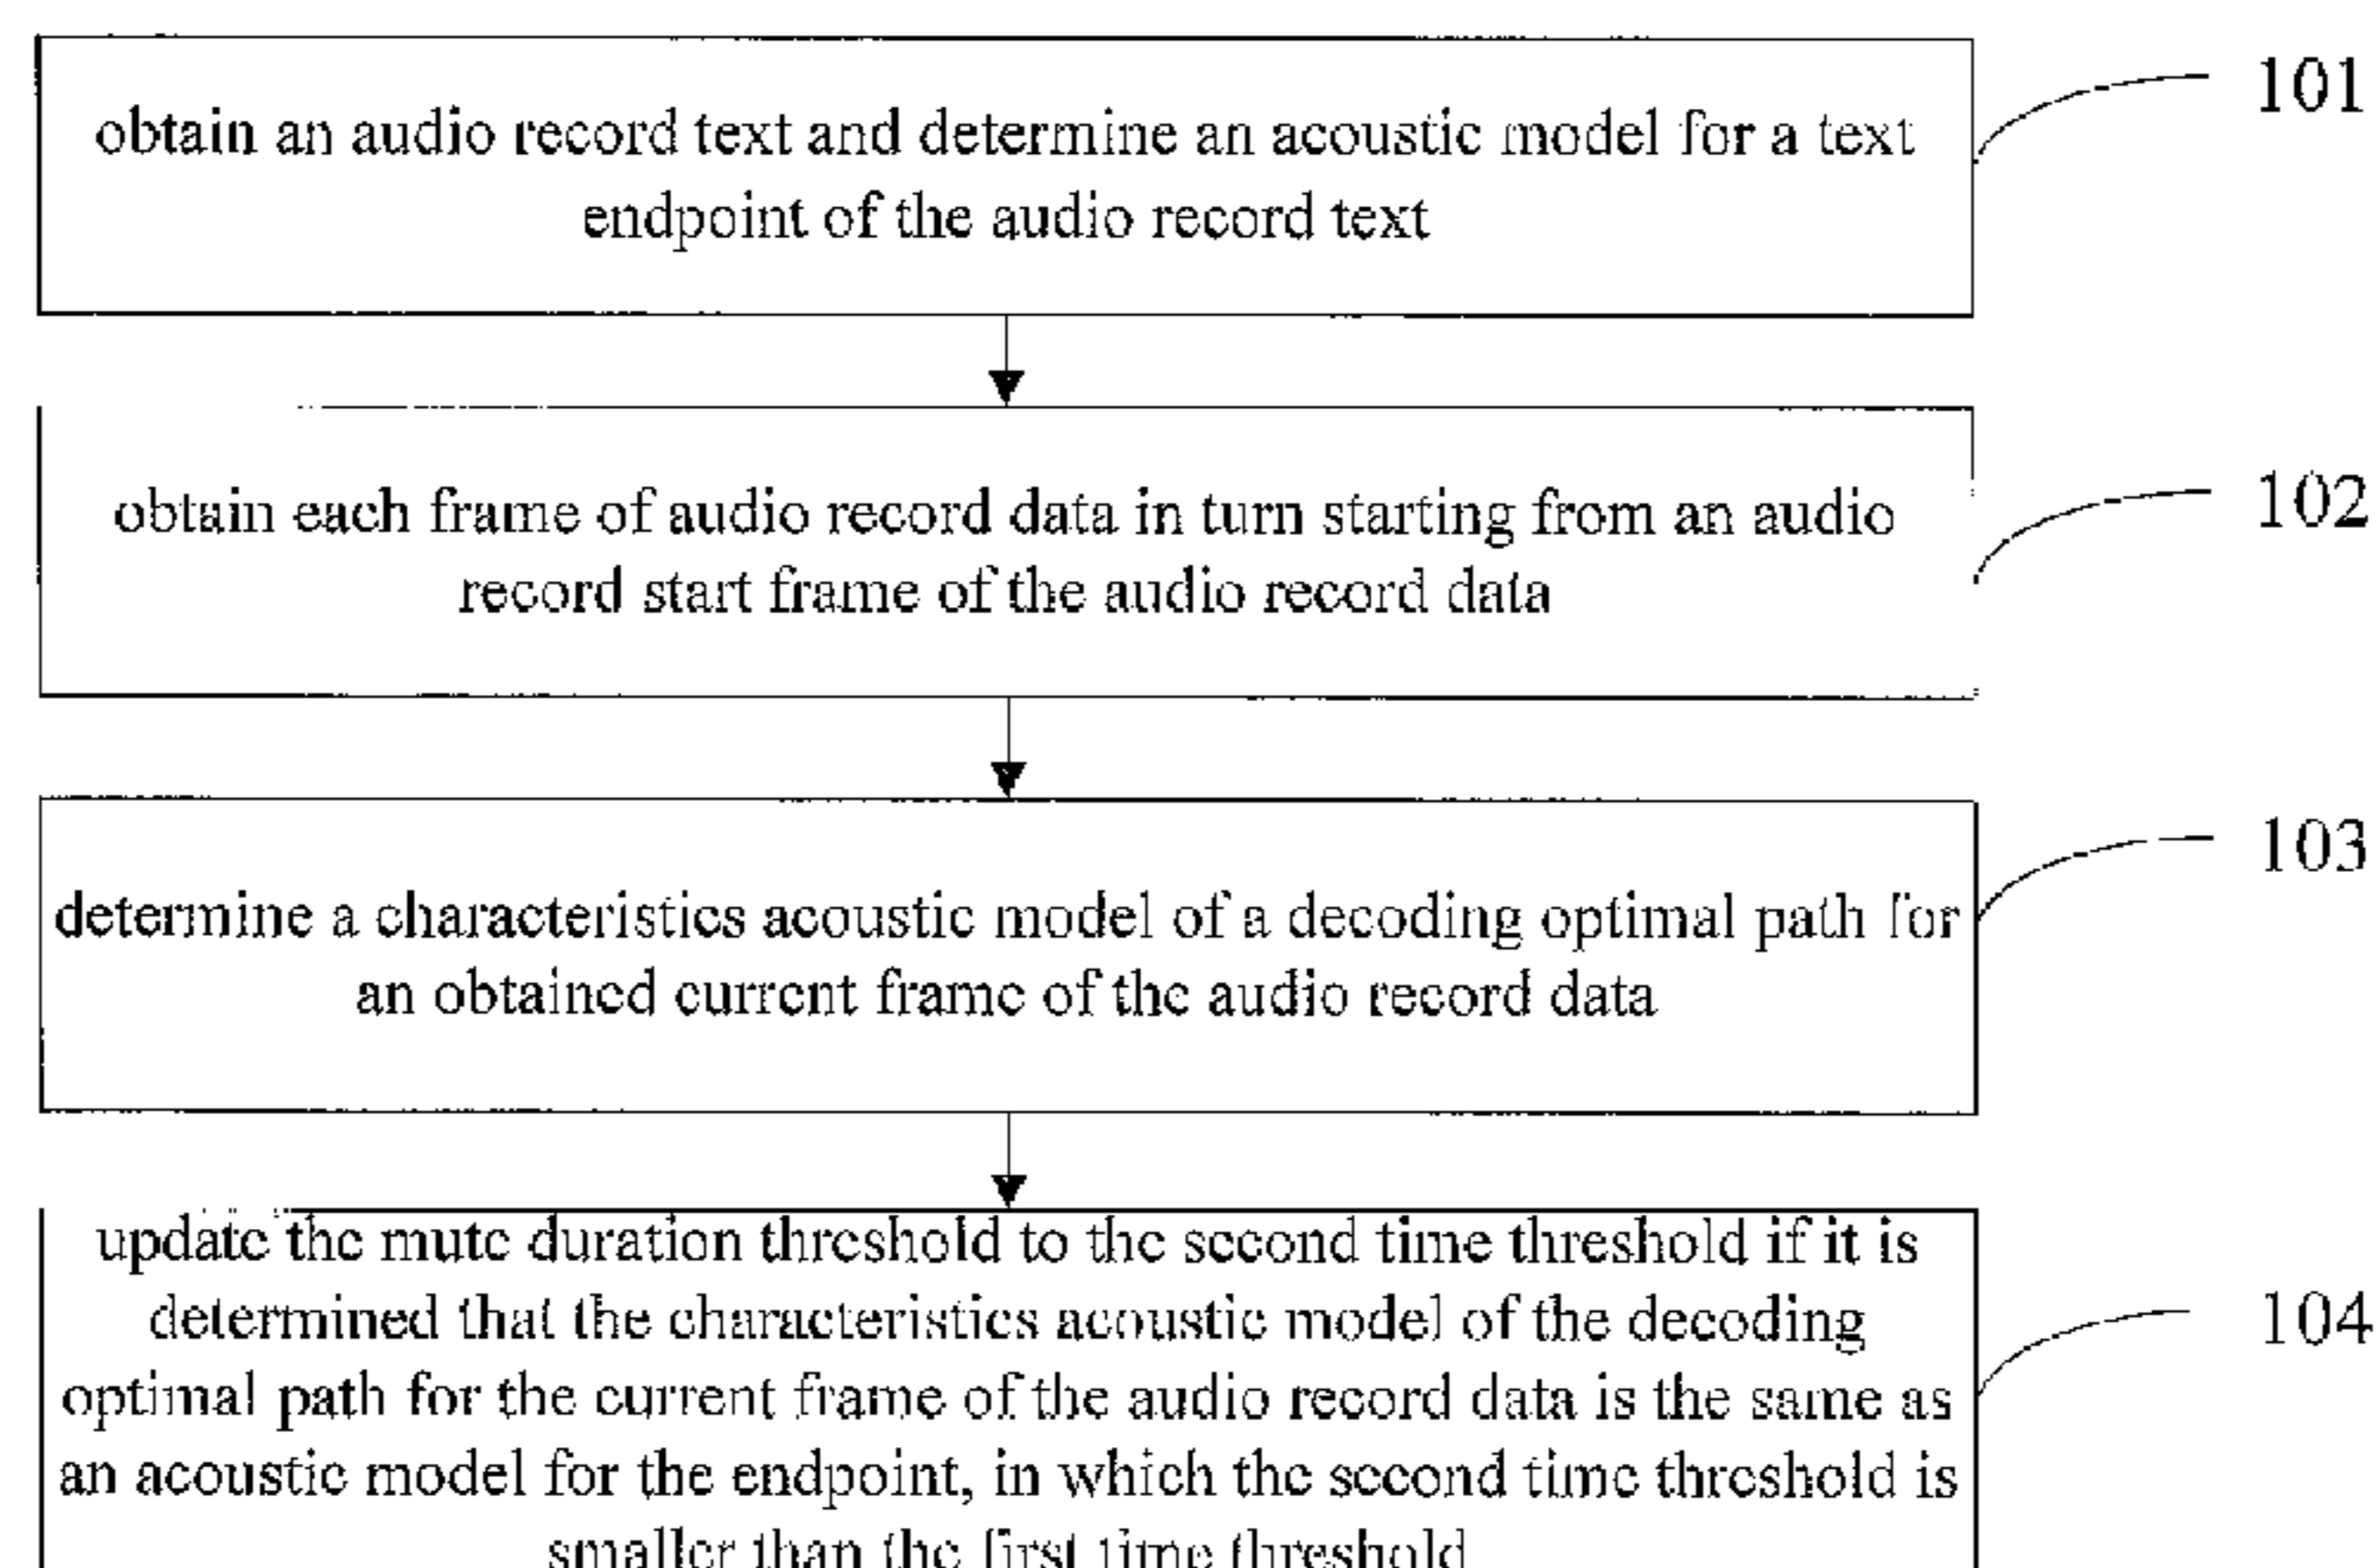 obtain an audio record text and determine an acoustic model for a text
endpoint of the audio record text
101
obtain each frame of audio record data in turn starting from an audio
record start frame of the audio record data
102
determine a characteristics acoustic model of a decoding optimal path for
an obtained current frame of the audio record data
103
update the mute duration threshold to the second time threshold if it is
determined that the characteristics acoustic model of the decoding
optimal path for the current frame of the audio record data is the same as
an acoustic model for the endpoint, in which the second time threshold is
smaller than the first time threshold
104